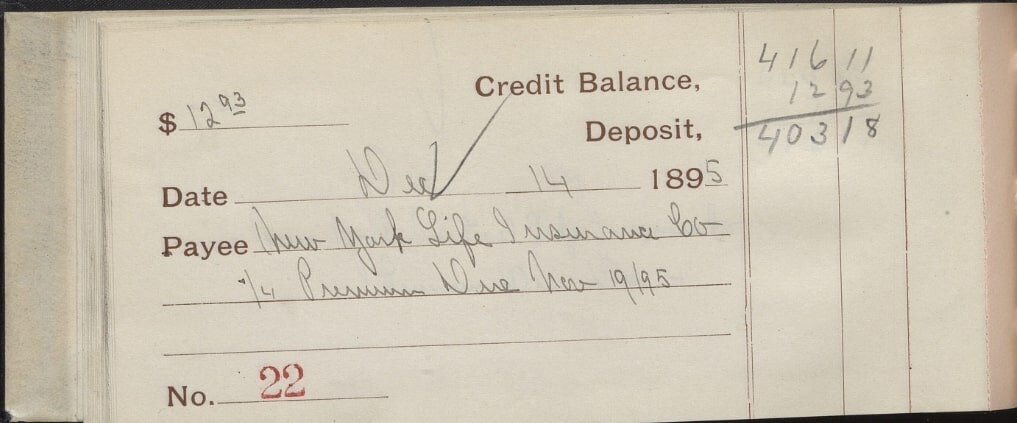 Credit Balance, 416 11
$ 12 93 12 93
Deposit, 403 18
Date Dec 14 1895
Payee New York Life Insurance Co
1/4 Premium Due Nov 19/95
No. 22